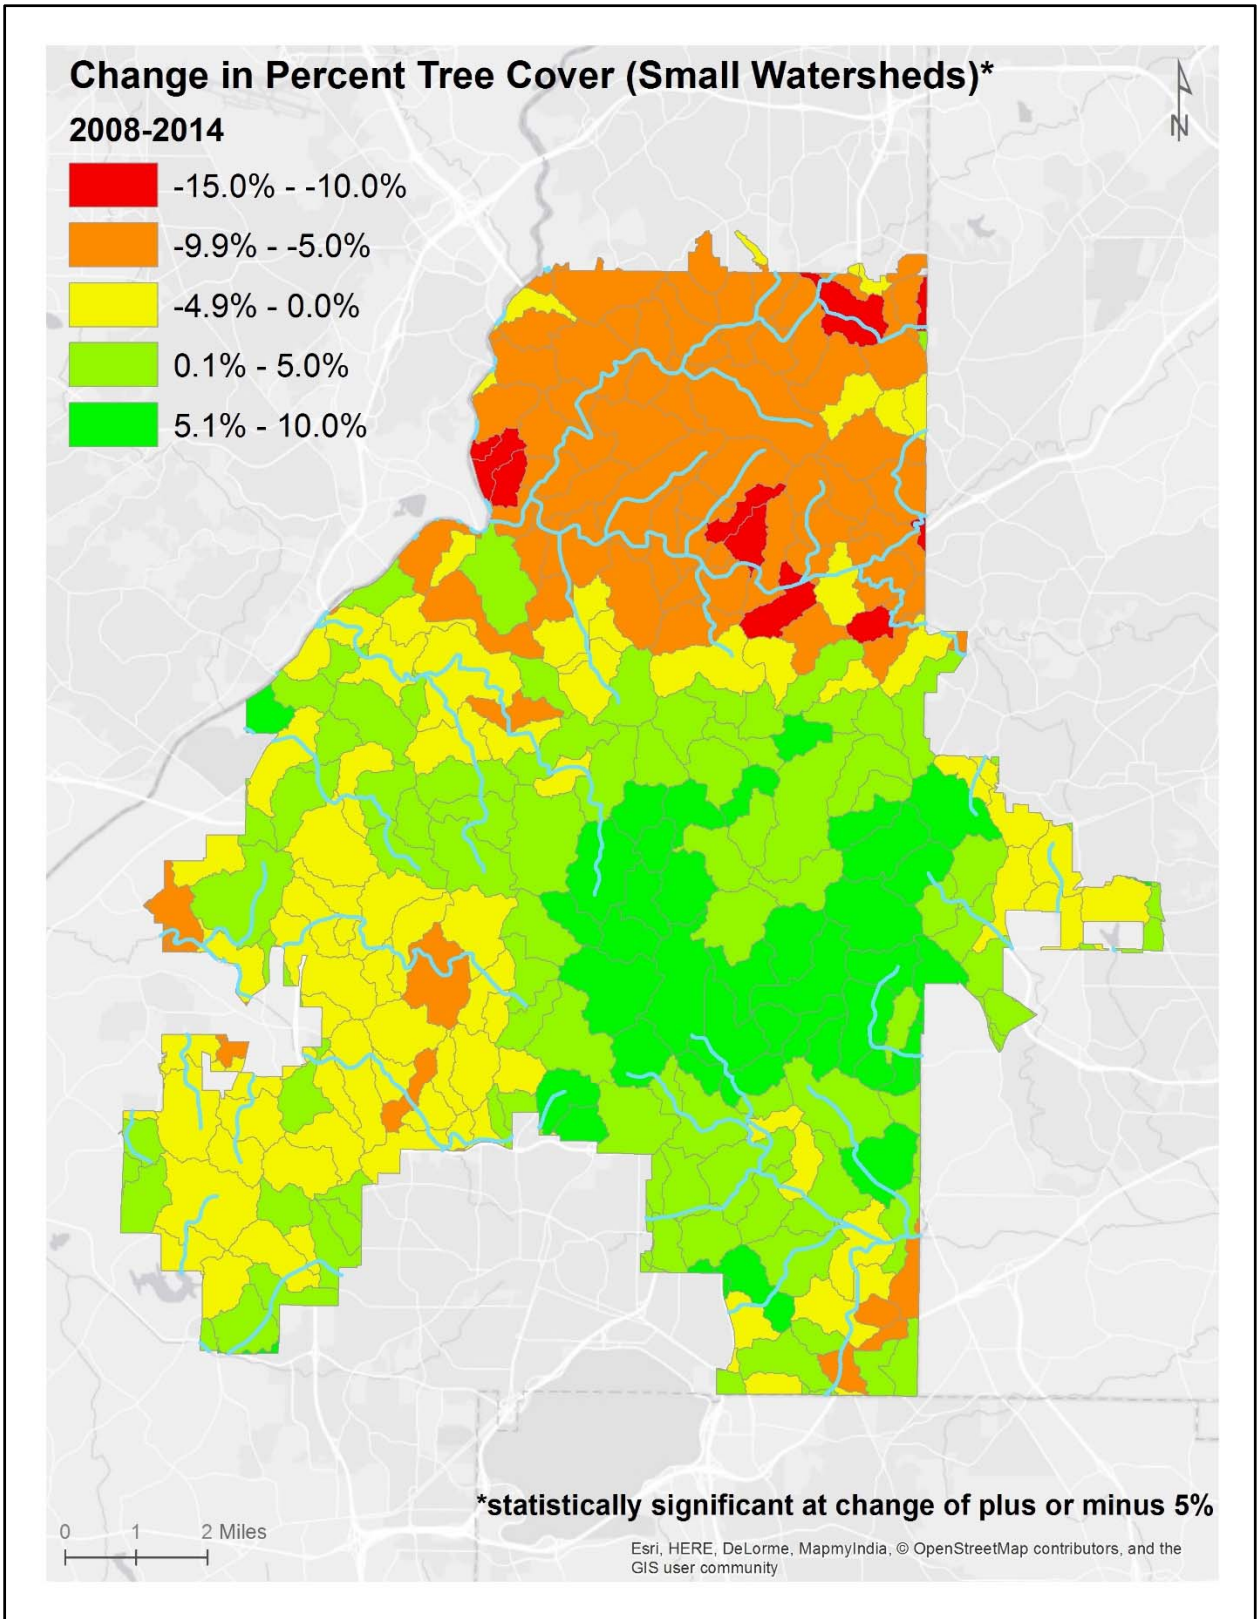 Change in Percent Tree Cover (Small Watersheds)*
2008-2014
-15.0% - -10.0%
-9.9% - -5.0%
-4.9% - 0.0%
0.1% - 5.0%
5.1% - 10.0%
N
*statistically significant at change of plus or minus 5%
0 1 2 Miles
Esri, HERE, DeLorme, MapmyIndia, © OpenStreetMap contributors, and the
GIS user community